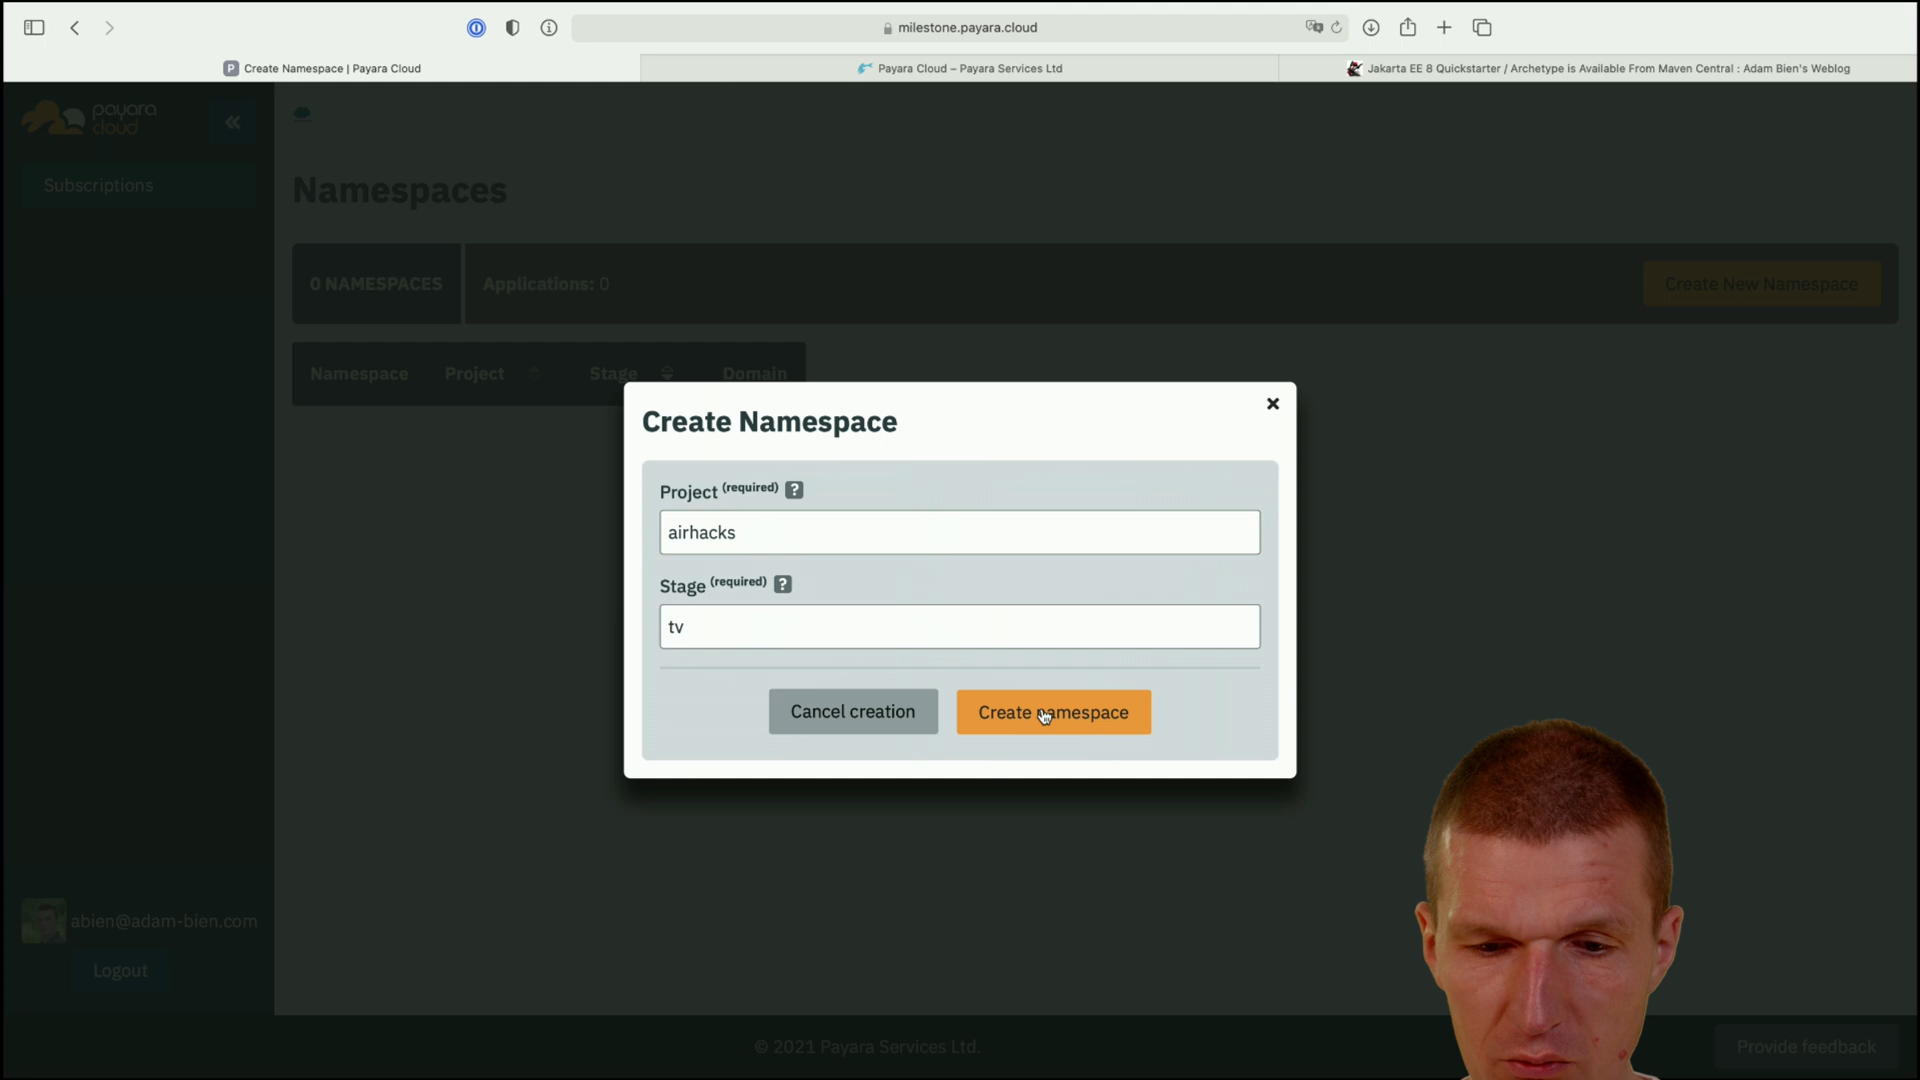 milestone.payara.cloud
Create Namespace | Payara Cloud
Payara Cloud – Payara Services Ltd
Jakarta EE 8 Quickstarter / Archetype is Available From Maven Central : Adam Bien's Weblog
payara cloud
Subscriptions
Namespaces
0 NAMESPACES
Applications: 0
Create New Namespace
Namespace Project Stage Domain
Create Namespace
Project (required) ?
airhacks
Stage (required) ?
tv
Cancel creation
Create namespace
abien@adam-bien.com
Logout
© 2021 Payara Services Ltd.
Provide feedback